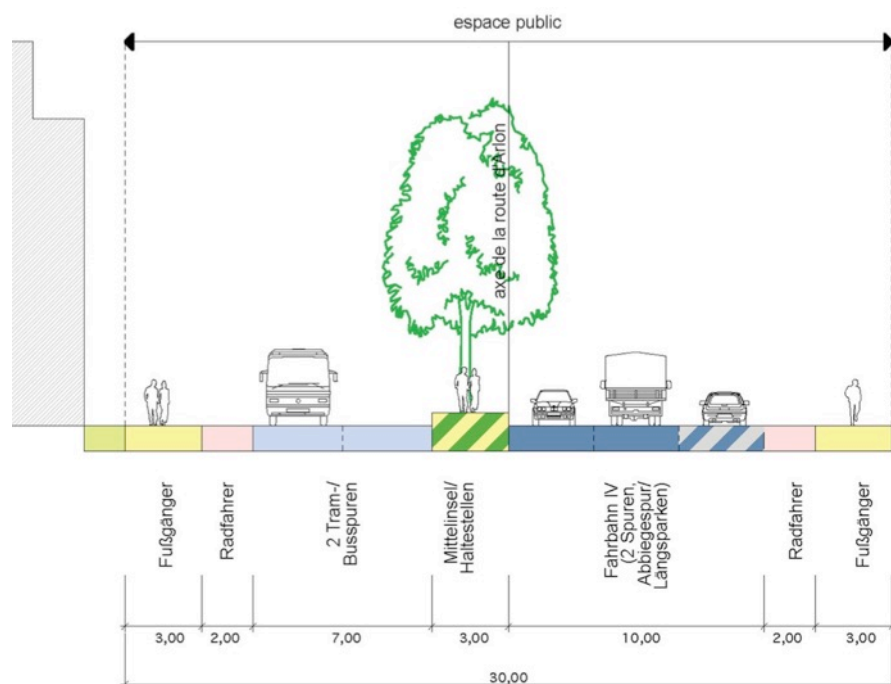 espace public
axe de la route d'Arlon
Fußgänger
Radfahrer
2 Tram-/
Busspuren
Mittelinsel/
Haltestellen
Fahrbahn IV
(2 Spuren,
Abbiegespur/
Längsparken)
Radfahrer
Fußgänger
3,00
2,00
7,00
3,00
10,00
2,00
3,00
30,00